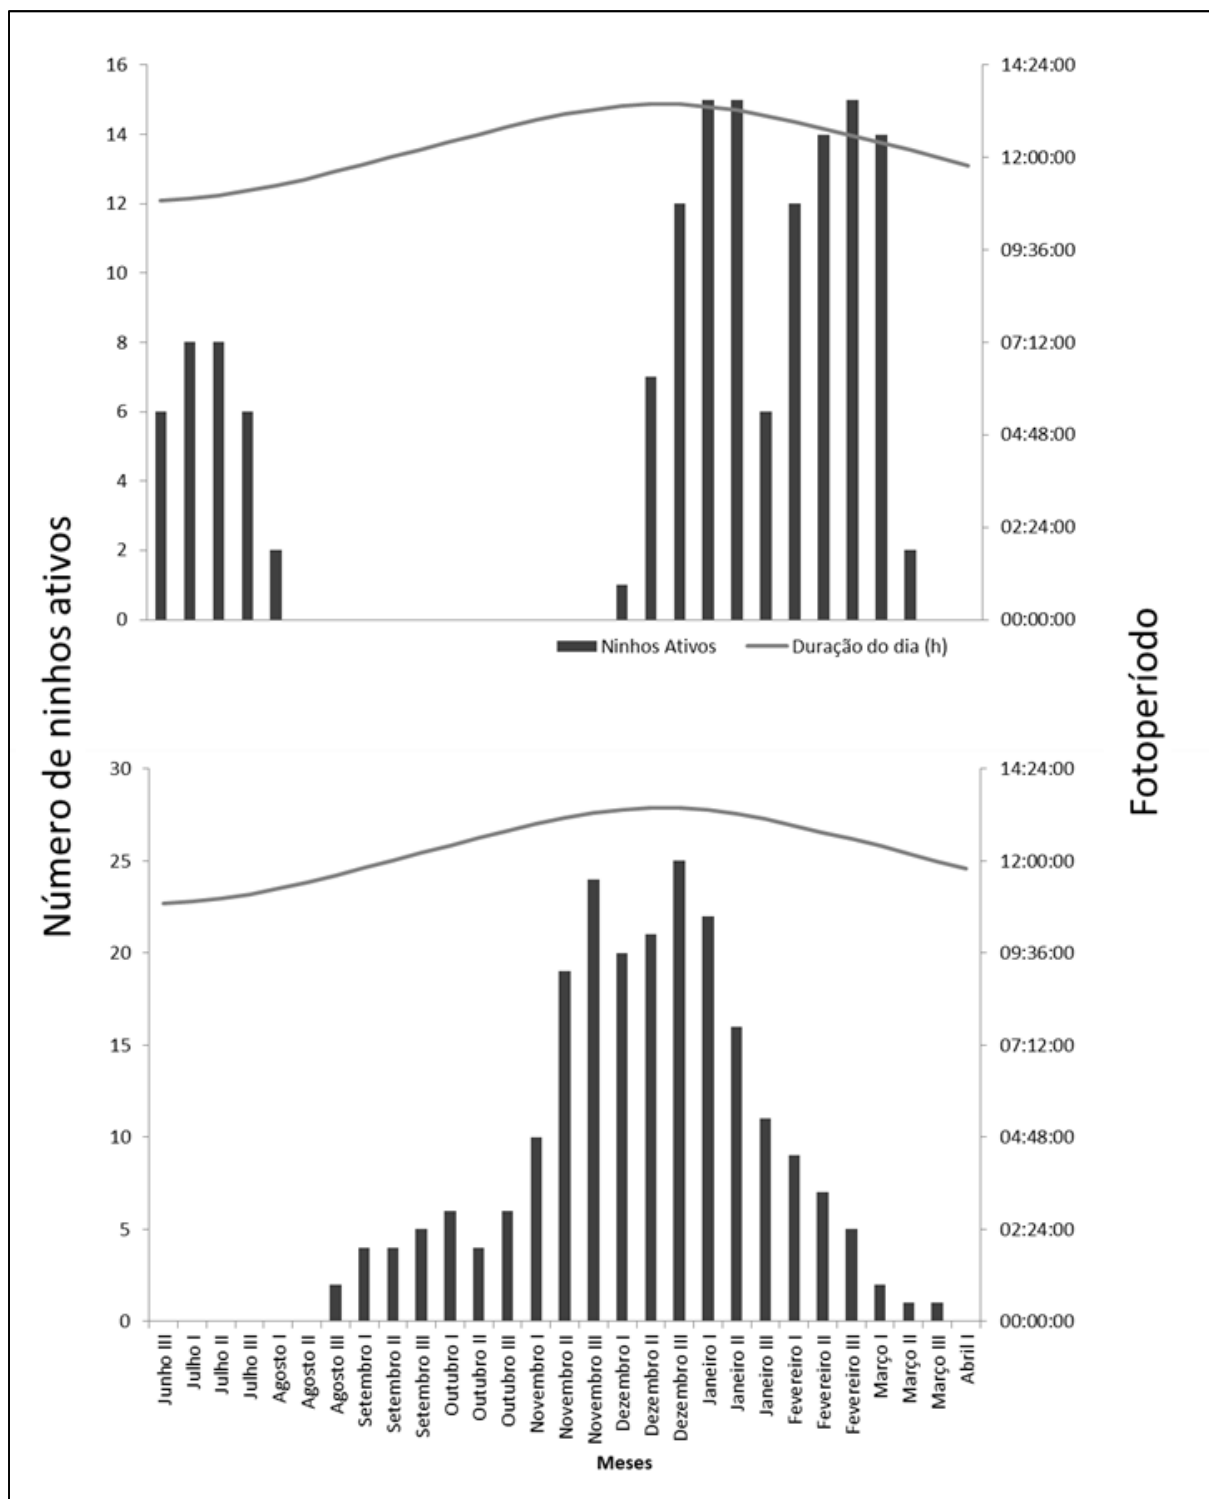 Número de ninhos ativos
16
14
12
10
8
6
4
2
0
14:24:00
12:00:00
09:36:00
07:12:00
04:48:00
02:24:00
00:00:00
Ninhos Ativos
Duração do dia (h)
Fotoperíodo
30
25
20
15
10
5
0
14:24:00
12:00:00
09:36:00
07:12:00
04:48:00
02:24:00
00:00:00
Junho III
Julho I
Julho II
Julho III
Agosto I
Agosto II
Agosto III
Setembro I
Setembro II
Setembro III
Outubro I
Outubro II
Outubro III
Novembro I
Novembro II
Novembro III
Dezembro I
Dezembro II
Dezembro III
Janeiro I
Janeiro II
Janeiro III
Fevereiro I
Fevereiro II
Fevereiro III
Março I
Março II
Março III
Abril I
Meses